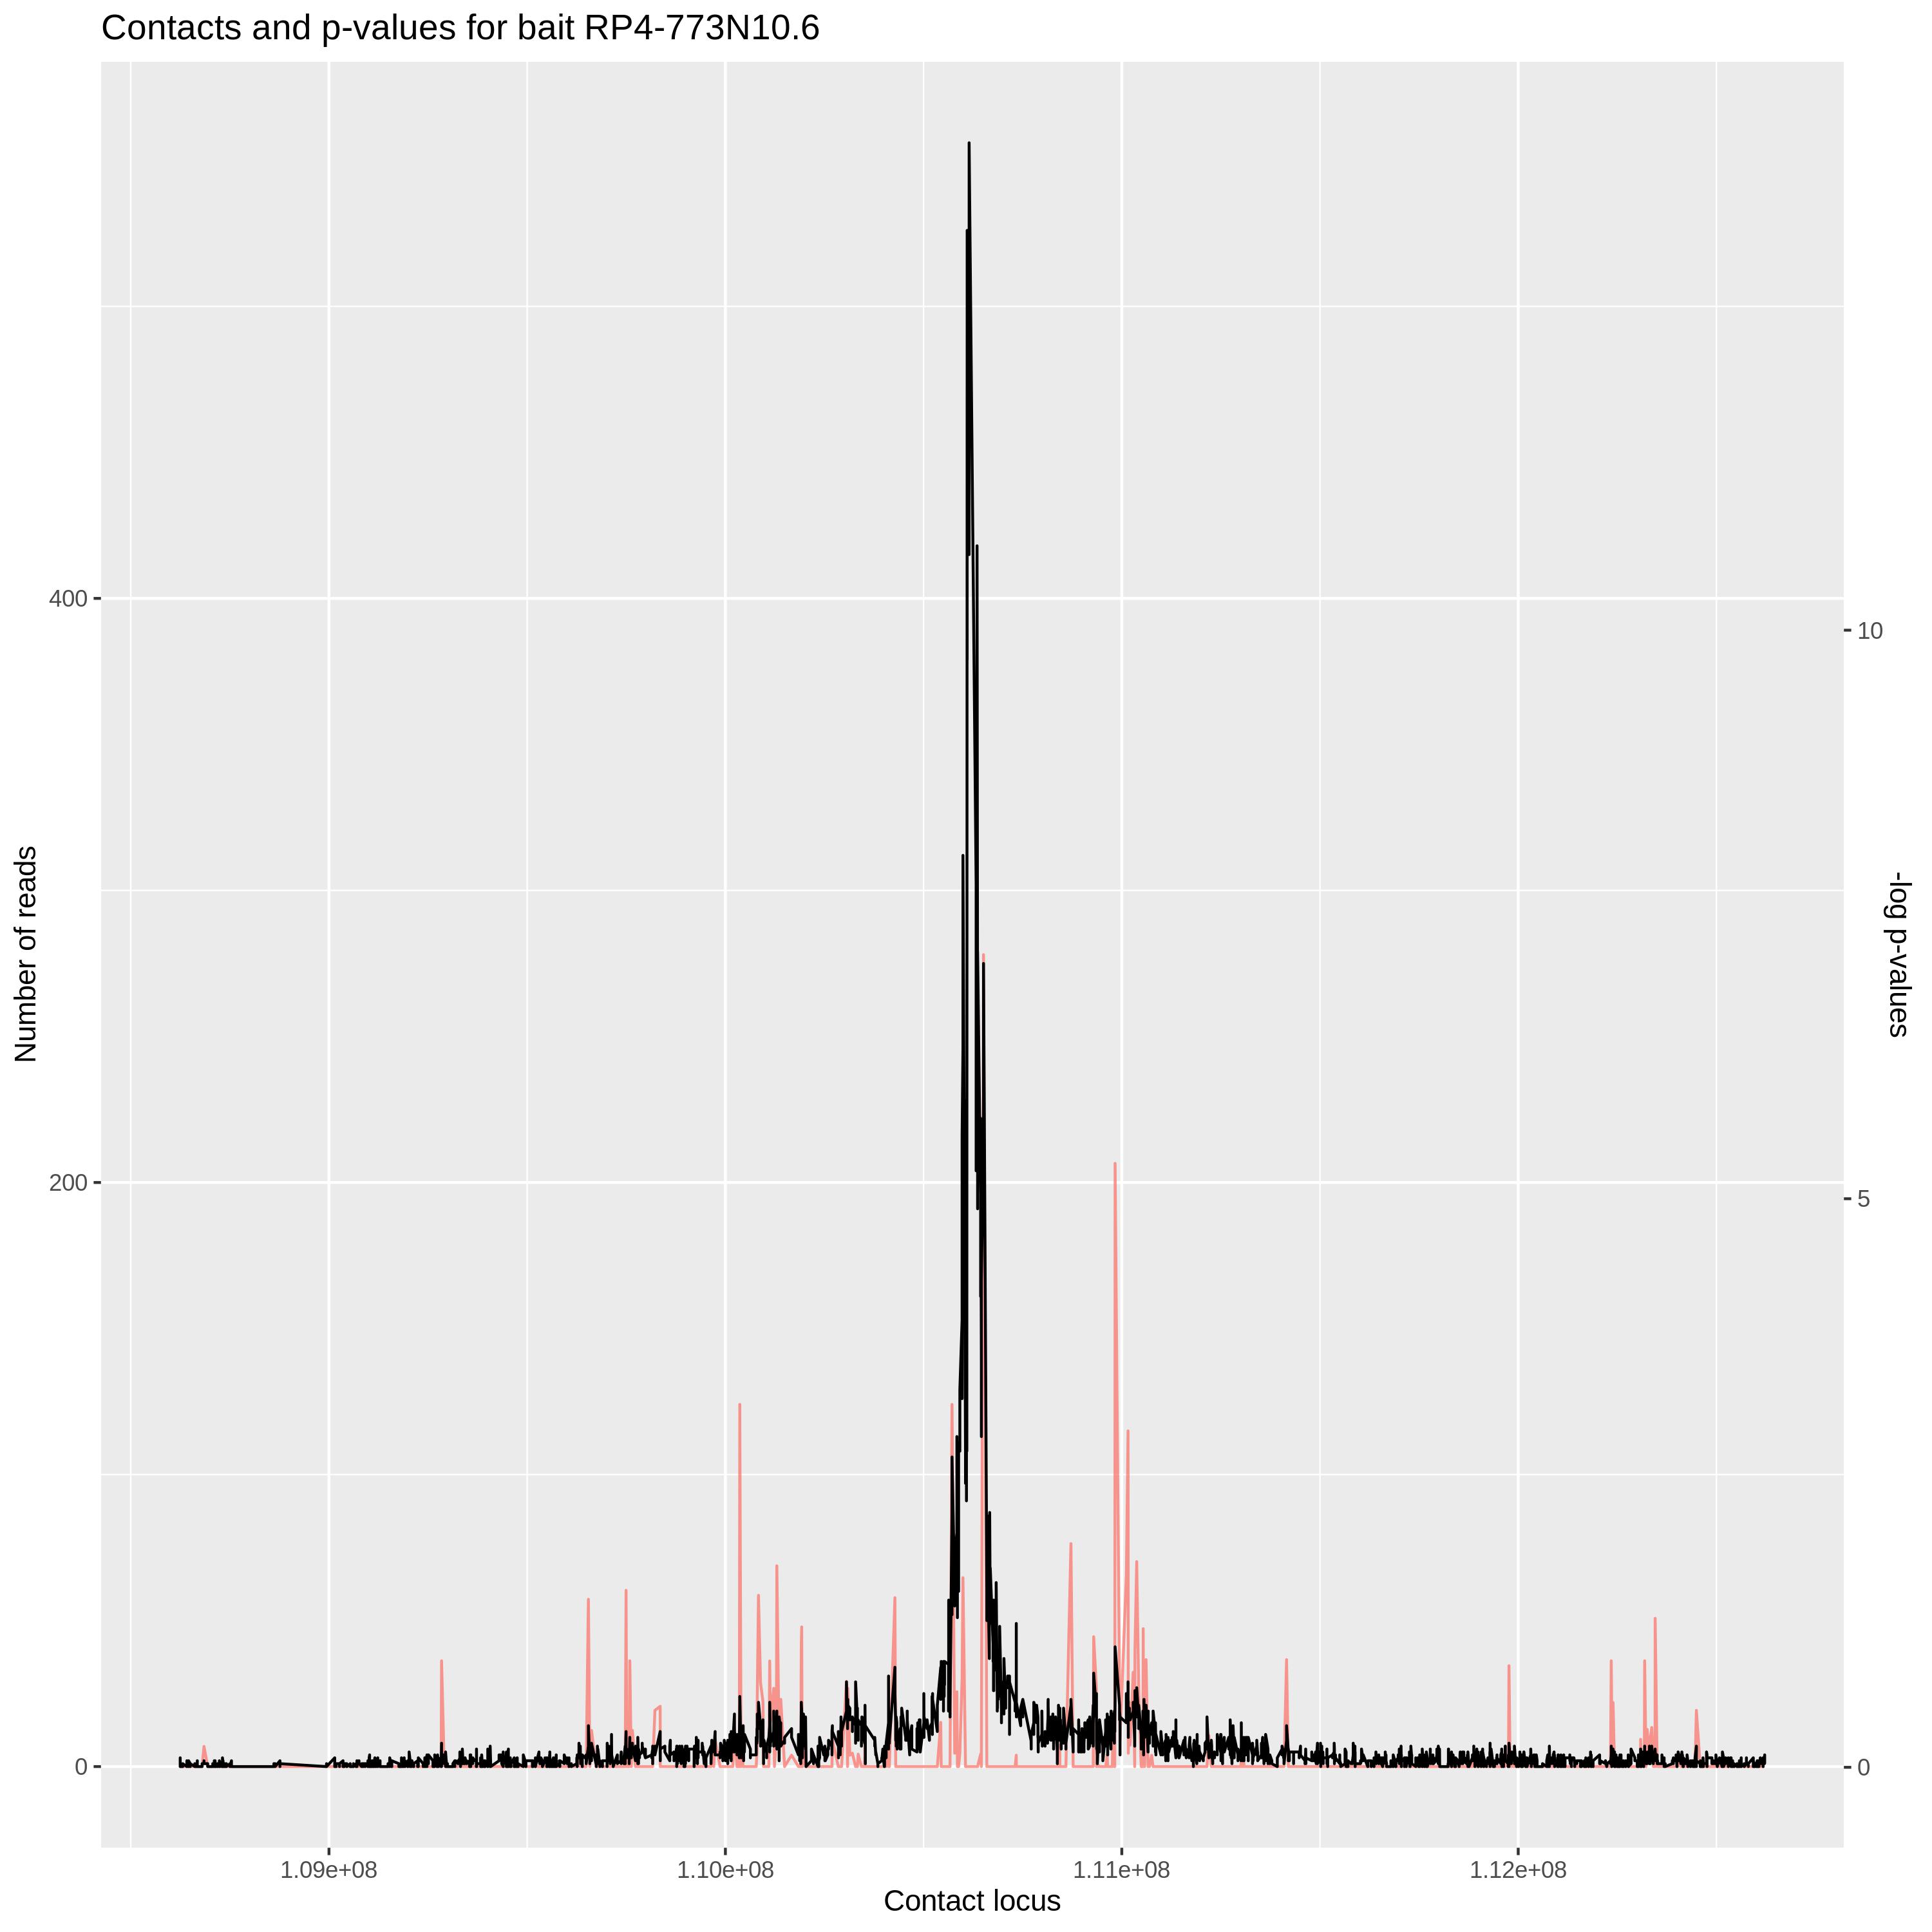 Contacts and p-values for bait RP4-773N10.6
400
200
0
Number of reads
10
5
0
-log p-values
1.09e+08
1.10e+08
1.11e+08
1.12e+08
Contact locus